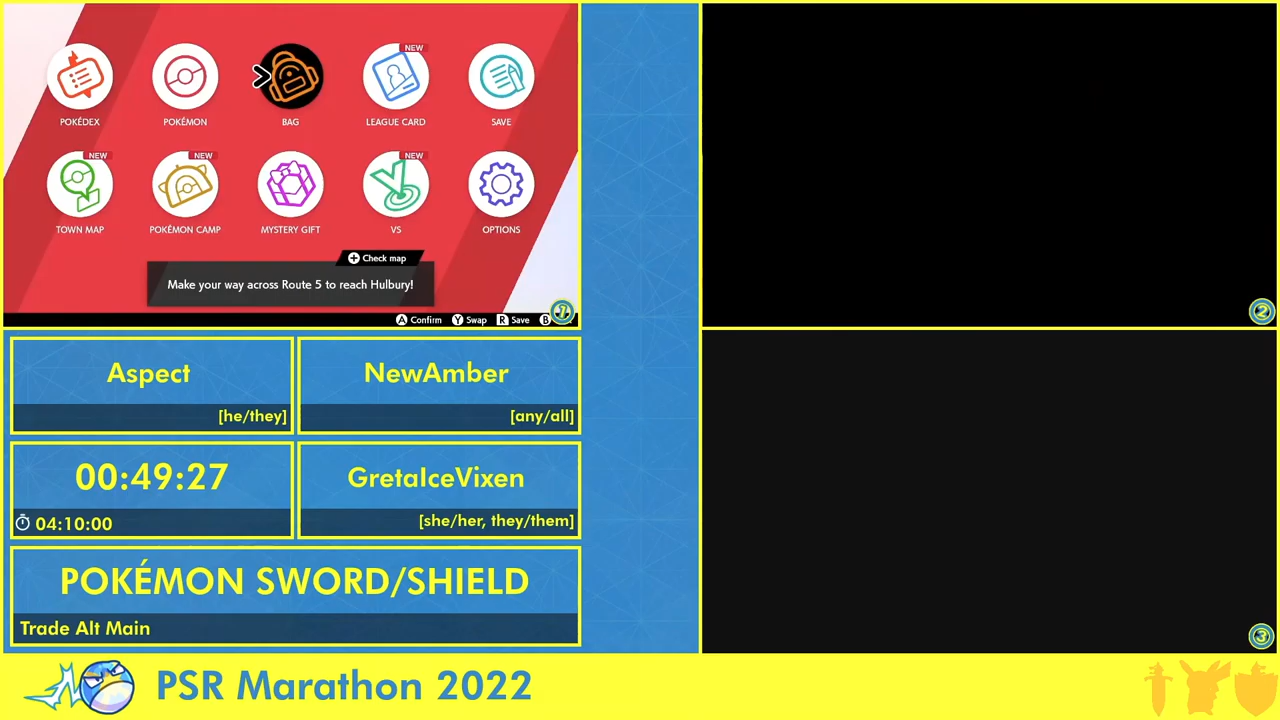 NEW
POKÉDEX POKÉMON BAG LEAGUE CARD SAVE
NEW NEW NEW
TOWN MAP POKÉMON CAMP MYSTERY GIFT VS OPTIONS
Check map
Make your way across Route 5 to reach Hulbury!
A Confirm Y Swap R Save B
1
2
Aspect
[he/they]
NewAmber
[any/all]
00:49:27
04:10:00
GretaIceVixen
[she/her, they/them]
POKÉMON SWORD/SHIELD
Trade Alt Main
3
PSR Marathon 2022